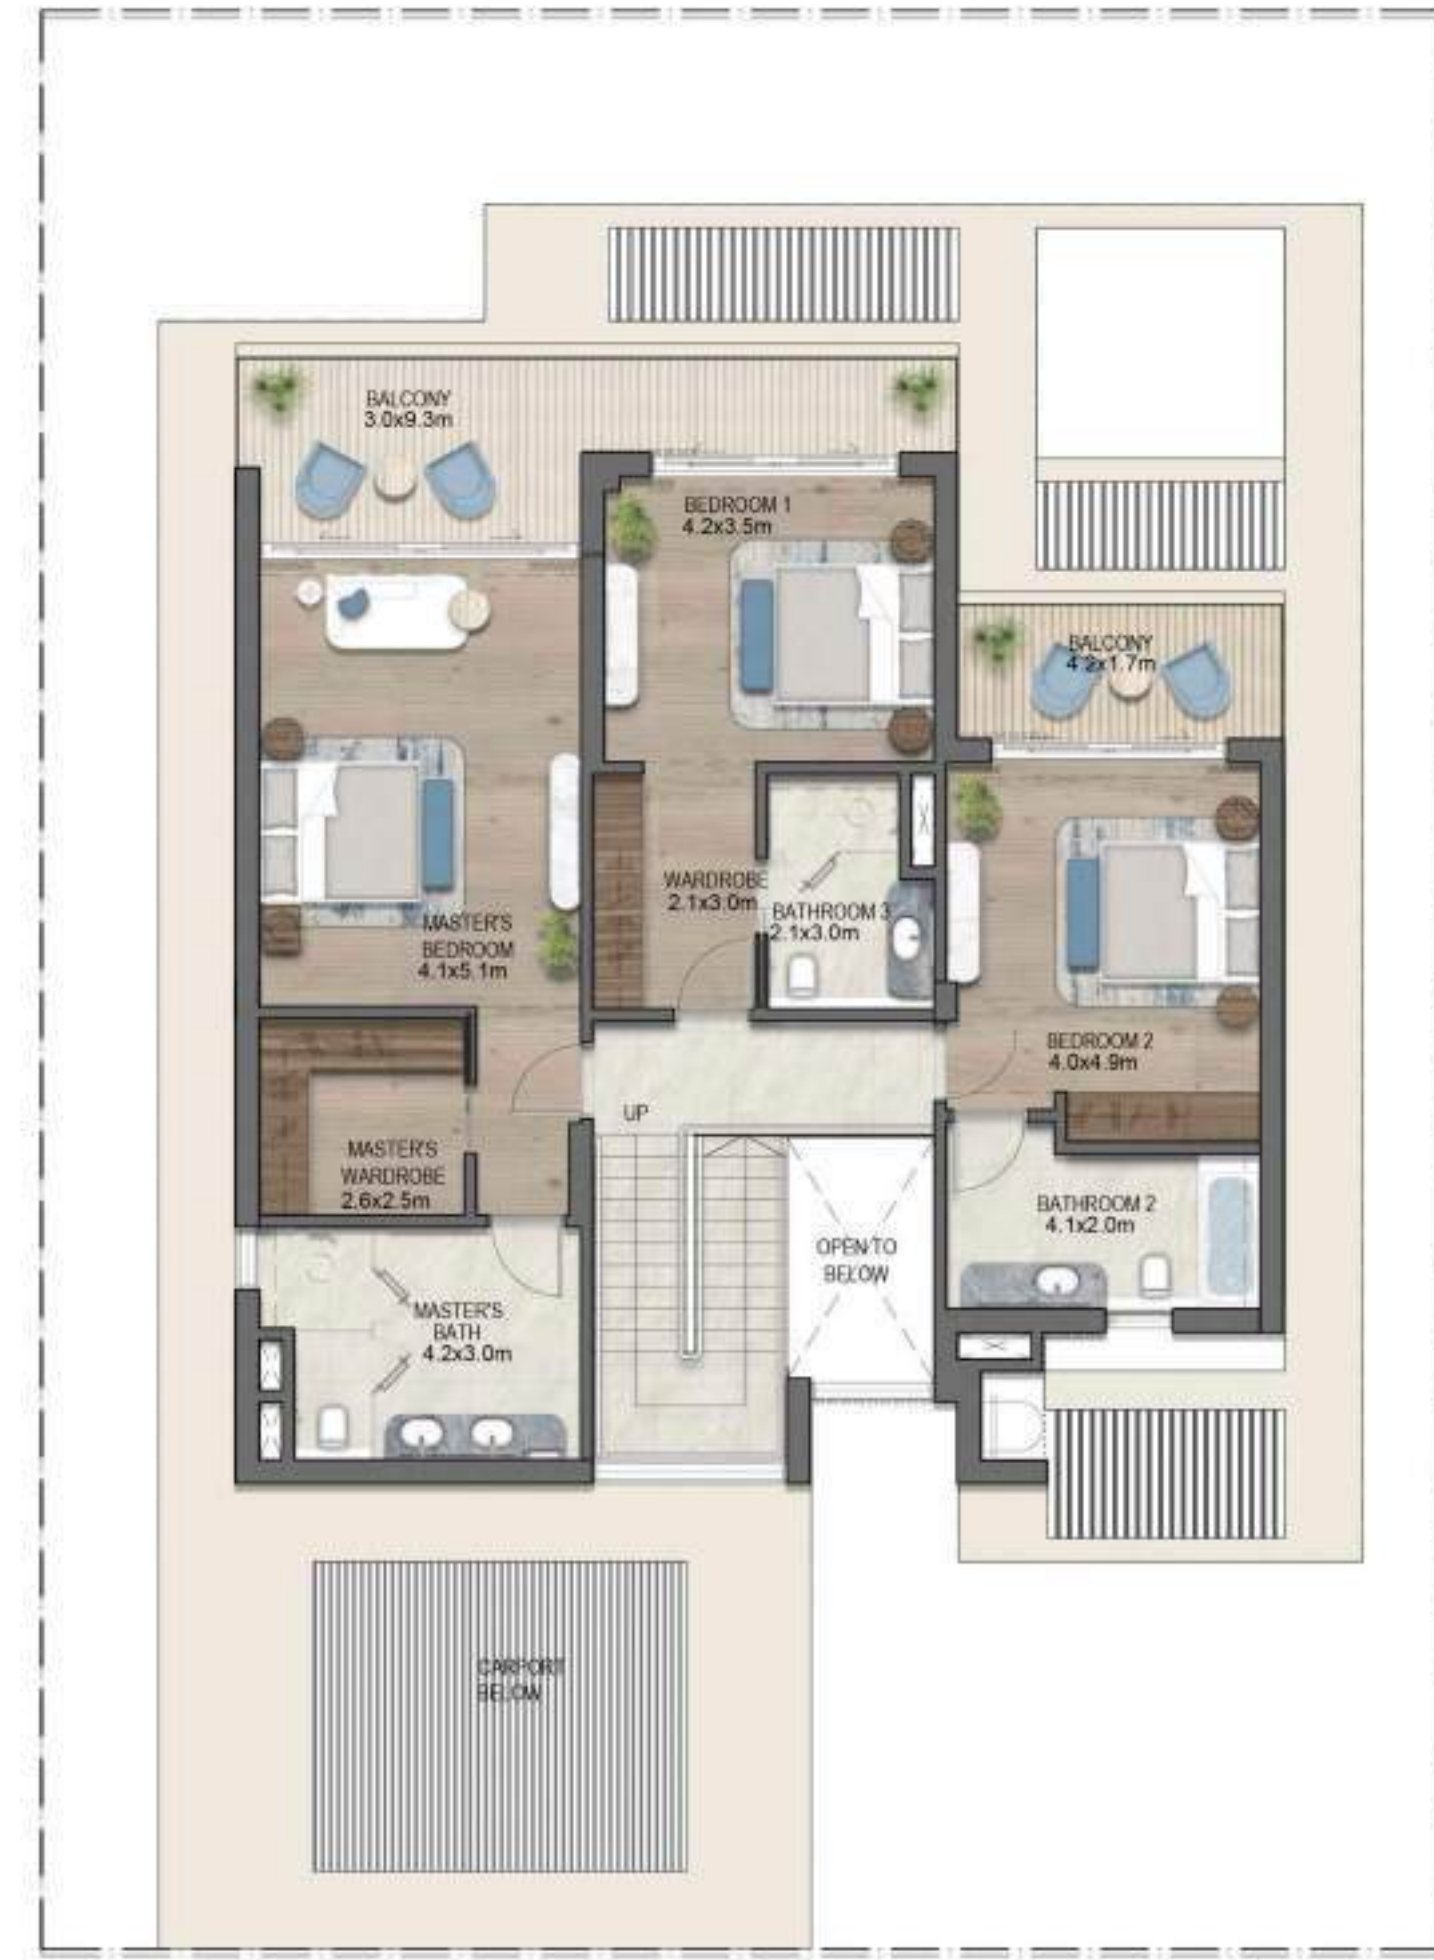 BALCONY
3.0x9.3m
BEDROOM 1
4.2x3.5m
BALCONY
4.2x1.7m
WARDROBE
2.1x3.0m
BATHROOM 3
2.1x3.0m
MASTER'S
BEDROOM
4.1x5.1m
BEDROOM 2
4.0x4.9m
UP
MASTER'S
WARDROBE
2.6x2.5m
BATHROOM 2
4.1x2.0m
OPEN TO
BELOW
MASTER'S
BATH
4.2x3.0m
CARPORT
BELOW